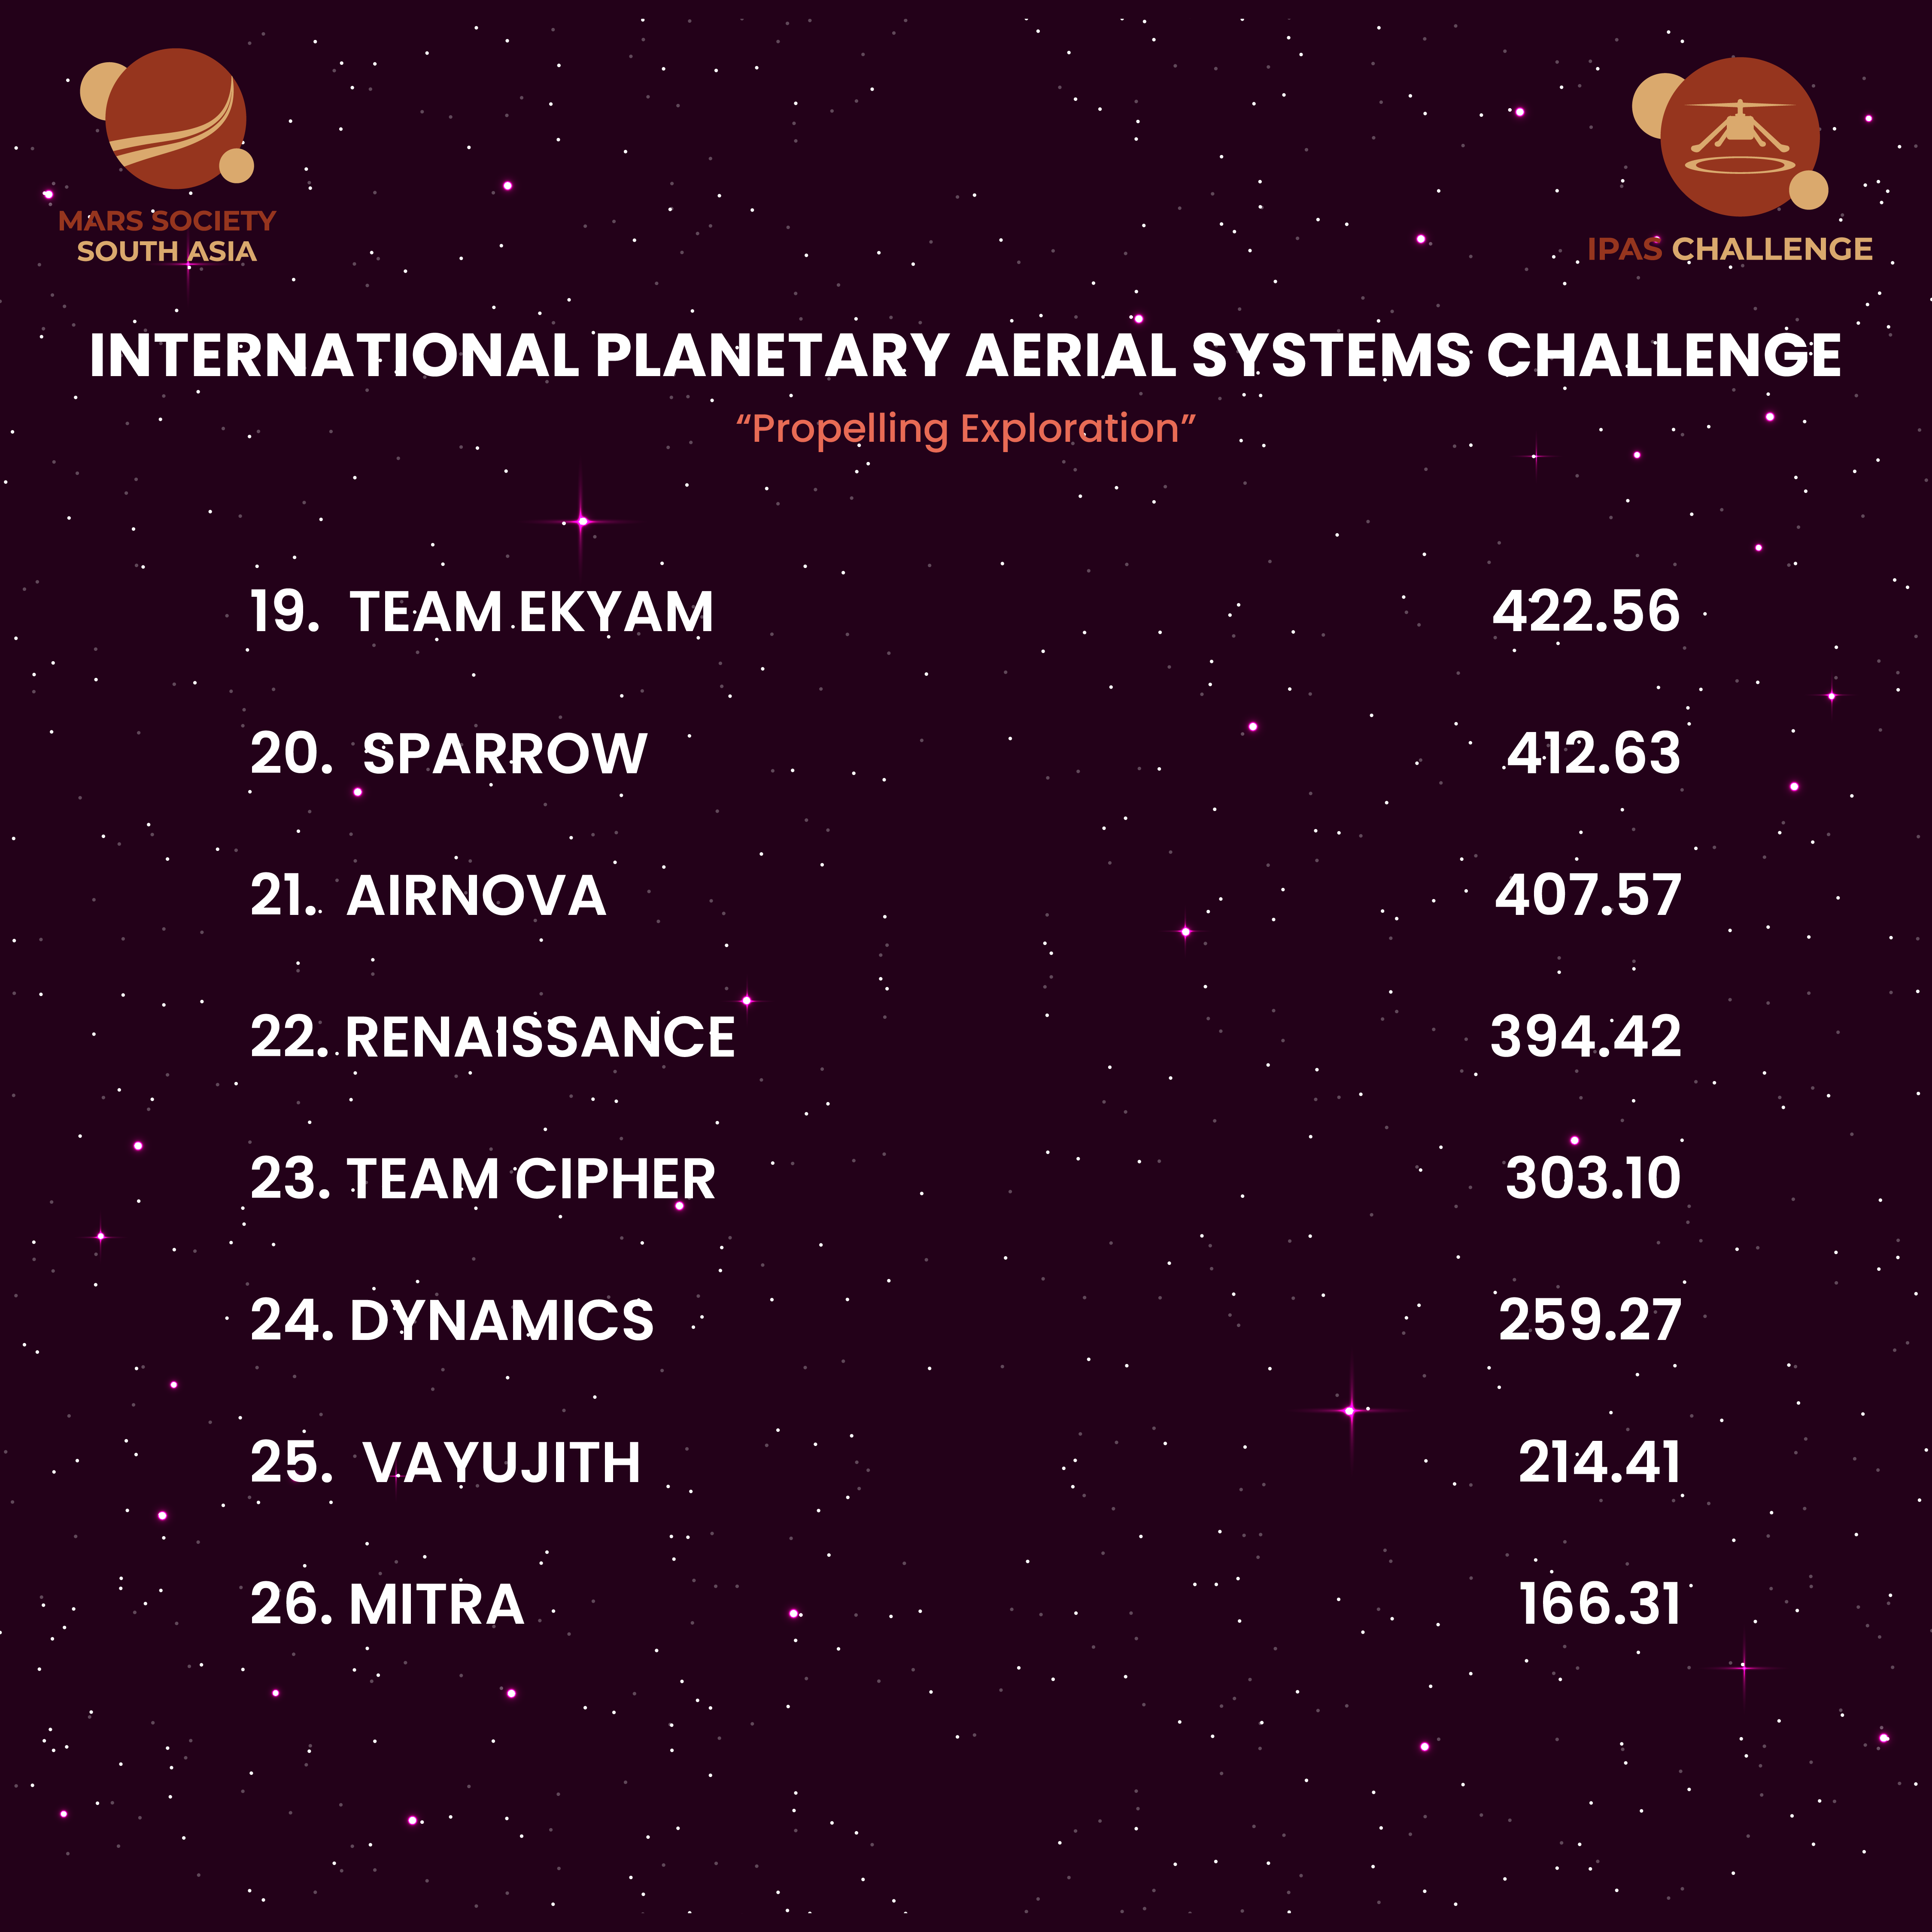 MARS SOCIETY
SOUTH ASIA
IPAS CHALLENGE
INTERNATIONAL PLANETARY AERIAL SYSTEMS CHALLENGE
“Propelling Exploration”
19. TEAM EKYAM 422.56
20. SPARROW 412.63
21. AIRNOVA 407.57
22. RENAISSANCE 394.42
23. TEAM CIPHER 303.10
24. DYNAMICS 259.27
25. VAYUJITH 214.41
26. MITRA 166.31